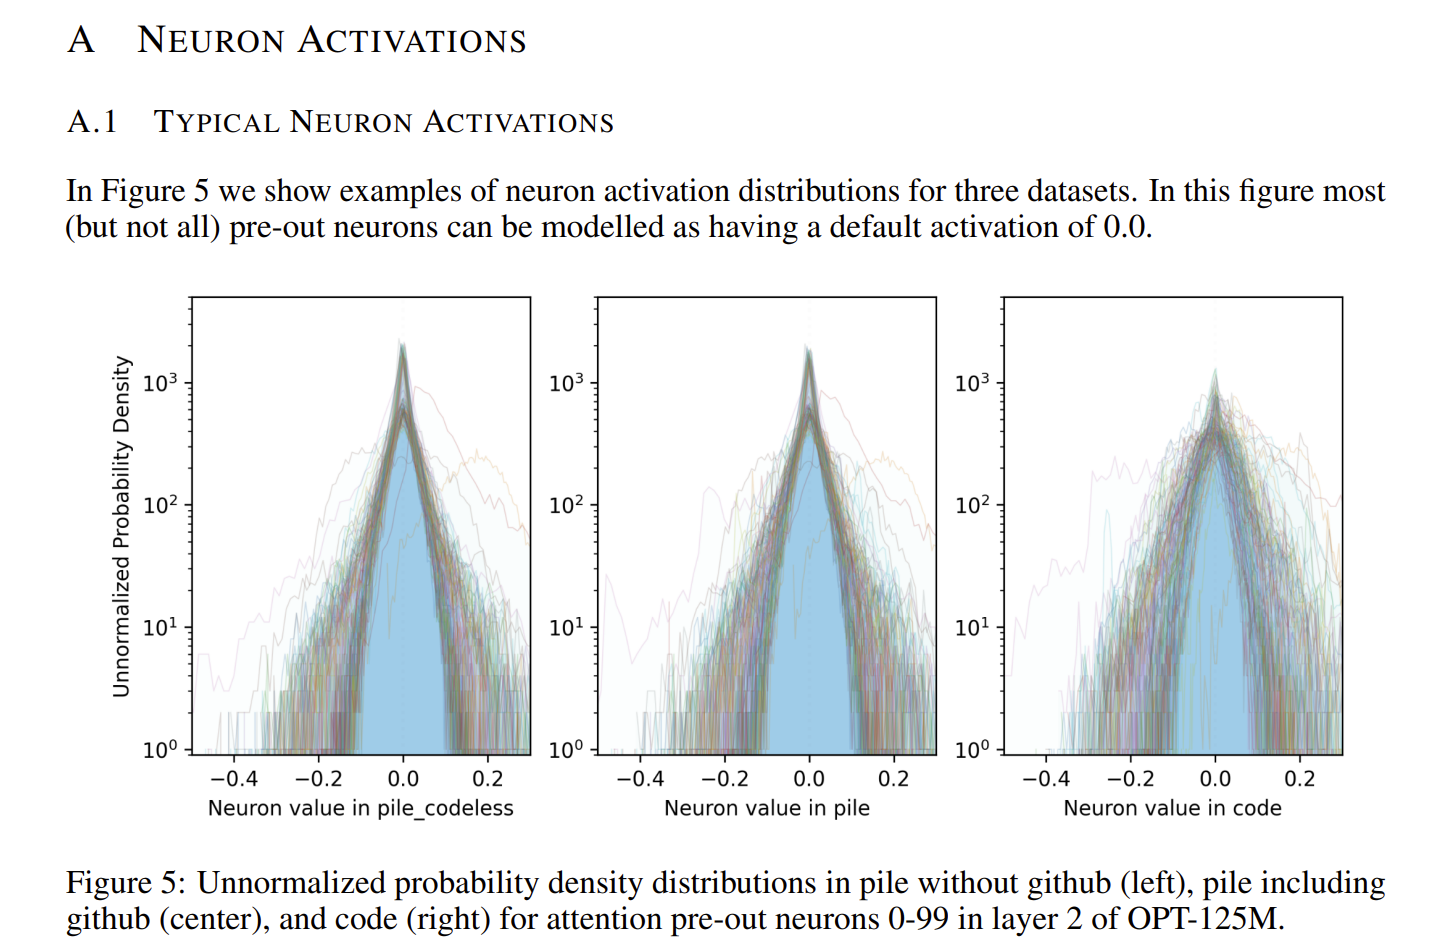 A NEURON ACTIVATIONS
A.1 TYPICAL NEURON ACTIVATIONS
In Figure 5 we show examples of neuron activation distributions for three datasets. In this figure most
(but not all) pre-out neurons can be modelled as having a default activation of 0.0.
Unnormalized Probability Density
10³
10²
10¹
10⁰
−0.4 −0.2 0.0 0.2
Neuron value in pile_codeless
10³
10²
10¹
10⁰
−0.4 −0.2 0.0 0.2
Neuron value in pile
10³
10²
10¹
10⁰
−0.4 −0.2 0.0 0.2
Neuron value in code
Figure 5: Unnormalized probability density distributions in pile without github (left), pile including
github (center), and code (right) for attention pre-out neurons 0-99 in layer 2 of OPT-125M.